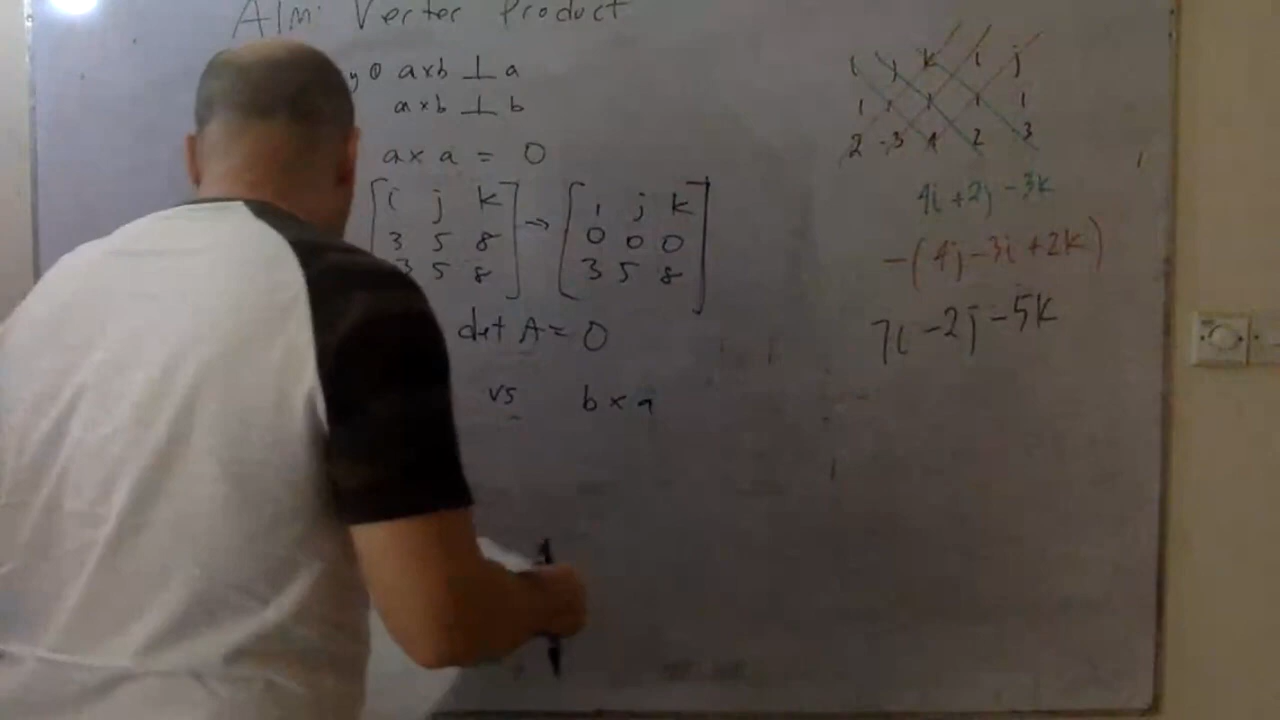 AIm: Vector Product
y ① a×b ⊥ a
a×b ⊥ b
a×a = 0
[i j k
3 5 8
3 5 8] → [i j k
0 0 0
3 5 8]
det A = 0
vs b×a
i j k i j
1 1 1 1 1
2 -3 4 2 3
4i+2j-3k
-(4j-3i+2k)
7i-2j-5k